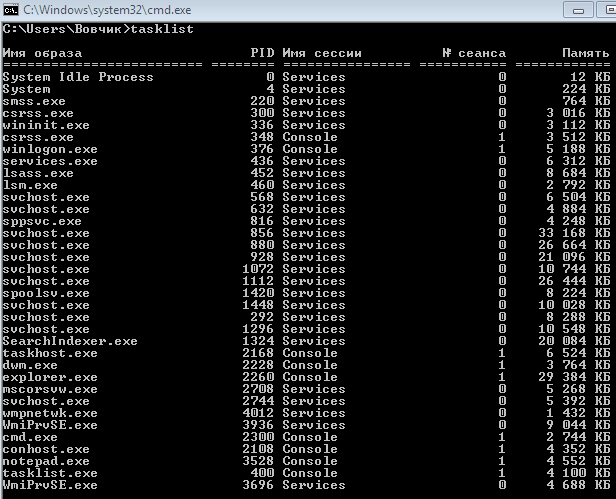 C:\Windows\system32\cmd.exe
C:\Users\Вовчик>tasklist
Имя образа                     PID Имя сессии          № сеанса       Память
========================= ======== ================ =========== ============
System Idle Process              0 Services                   0        12 КБ
System                           4 Services                   0       224 КБ
smss.exe                       220 Services                   0       764 КБ
csrss.exe                      300 Services                   0     3 016 КБ
wininit.exe                    336 Services                   0     3 112 КБ
csrss.exe                      348 Console                    1     3 512 КБ
winlogon.exe                   376 Console                    1     5 188 КБ
services.exe                   436 Services                   0     6 312 КБ
lsass.exe                      452 Services                   0     8 684 КБ
lsm.exe                        460 Services                   0     2 792 КБ
svchost.exe                    568 Services                   0     6 504 КБ
svchost.exe                    632 Services                   0     4 884 КБ
sppsvc.exe                     816 Services                   0     4 248 КБ
svchost.exe                    856 Services                   0    33 168 КБ
svchost.exe                    880 Services                   0    26 664 КБ
svchost.exe                    928 Services                   0    21 096 КБ
svchost.exe                   1072 Services                   0    10 744 КБ
svchost.exe                   1112 Services                   0    26 444 КБ
spoolsv.exe                   1420 Services                   0     8 224 КБ
svchost.exe                   1448 Services                   0    10 028 КБ
svchost.exe                    292 Services                   0     8 288 КБ
svchost.exe                   1296 Services                   0    10 548 КБ
SearchIndexer.exe             1324 Services                   0    20 084 КБ
taskhost.exe                  2168 Console                    1     6 524 КБ
dwm.exe                       2228 Console                    1     3 764 КБ
explorer.exe                  2260 Console                    1    29 384 КБ
mscorsvw.exe                  2708 Services                   0     5 268 КБ
svchost.exe                   2744 Services                   0     5 392 КБ
wmpnetwk.exe                  4012 Services                   0     1 432 КБ
WmiPrvSE.exe                  3936 Services                   0     9 044 КБ
cmd.exe                       2300 Console                    1     2 744 КБ
conhost.exe                   2108 Console                    1     4 352 КБ
notepad.exe                   3528 Console                    1     4 552 КБ
tasklist.exe                   400 Console                    1     4 100 КБ
WmiPrvSE.exe                  3696 Services                   0     4 688 КБ